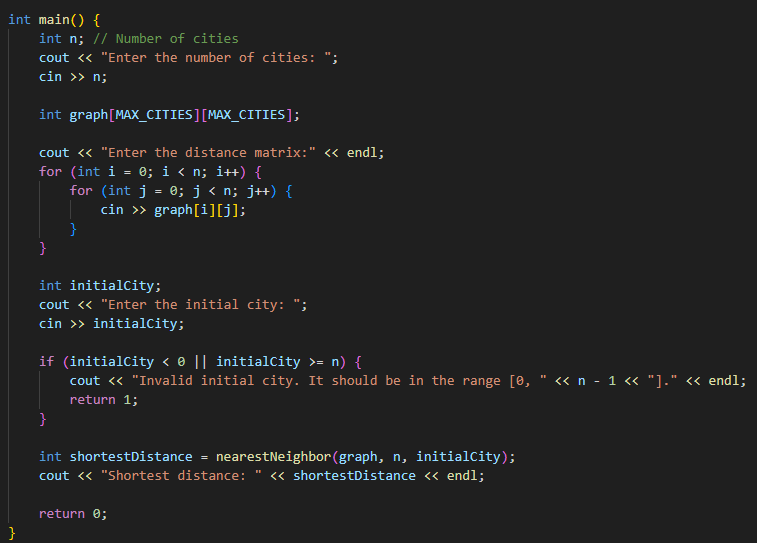 int main() {
    int n; // Number of cities
    cout << "Enter the number of cities: ";
    cin >> n;

    int graph[MAX_CITIES][MAX_CITIES];

    cout << "Enter the distance matrix:" << endl;
    for (int i = 0; i < n; i++) {
        for (int j = 0; j < n; j++) {
            cin >> graph[i][j];
        }
    }

    int initialCity;
    cout << "Enter the initial city: ";
    cin >> initialCity;

    if (initialCity < 0 || initialCity >= n) {
        cout << "Invalid initial city. It should be in the range [0, " << n - 1 << "]." << endl;
        return 1;
    }

    int shortestDistance = nearestNeighbor(graph, n, initialCity);
    cout << "Shortest distance: " << shortestDistance << endl;

    return 0;
}